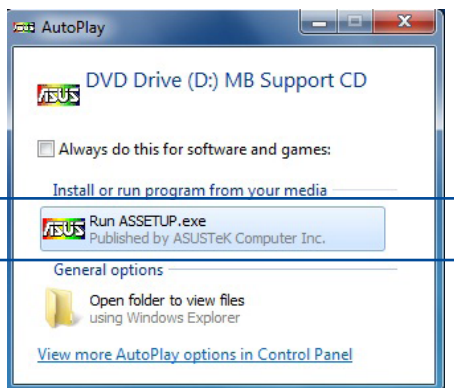 AutoPlay
DVD Drive (D:) MB Support CD
ASUS
Always do this for software and games:
Install or run program from your media
ASUS
Run ASSETUP.exe
Published by ASUSTeK Computer Inc.
General options
Open folder to view files
using Windows Explorer
View more AutoPlay options in Control Panel